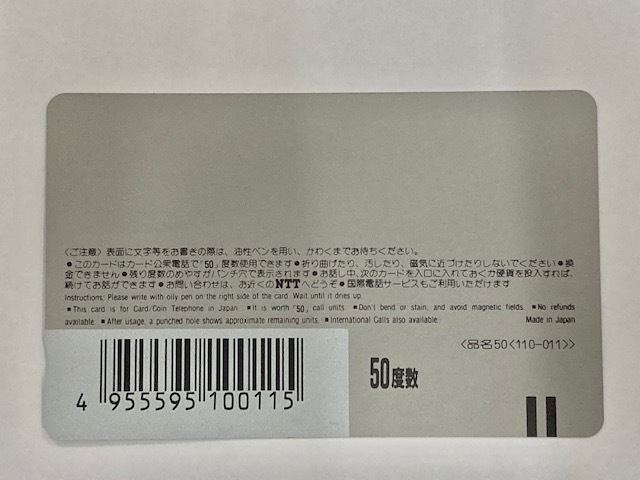 〈ご注意〉表面に文字等をお書きの際は、油性ペンを用い、かわくまでお待ちください。
●このカードはカード公衆電話で「50」度数使用できます●折り曲げたり、汚したり、磁気に近づけたりしないでください●換
金できません●残り度数のめやすがパンチ穴で表示されます●お話し中、次のカードを入口に入れておくか硬貨を投入すれば、
続けてお話ができます●お問い合わせは、お近くのNTTへどうぞ●国際電話サービスもご利用いただけます
Instructions: Please write with oily pen on the right side of the card. Wait until it dries up.
■This card is for Card/Coin Telephone in Japan ■It is worth「50」call units. ■Don't bend or stain, and avoid magnetic fields. ■No refunds
available. ■After usage, a punched hole shows approximate remaining units. ■International Calls also available. Made in Japan
〈品名50〈110-011〉〉
50度数
4 955595 100115